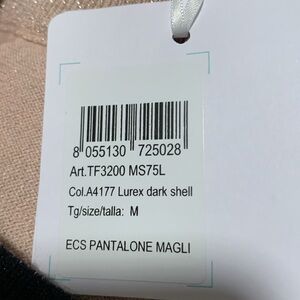 8 055130 725028
Art.TF3200 MS75L
Col.A4177 Lurex dark shell
Tg/size/talla: M
ECS PANTALONE MAGLI